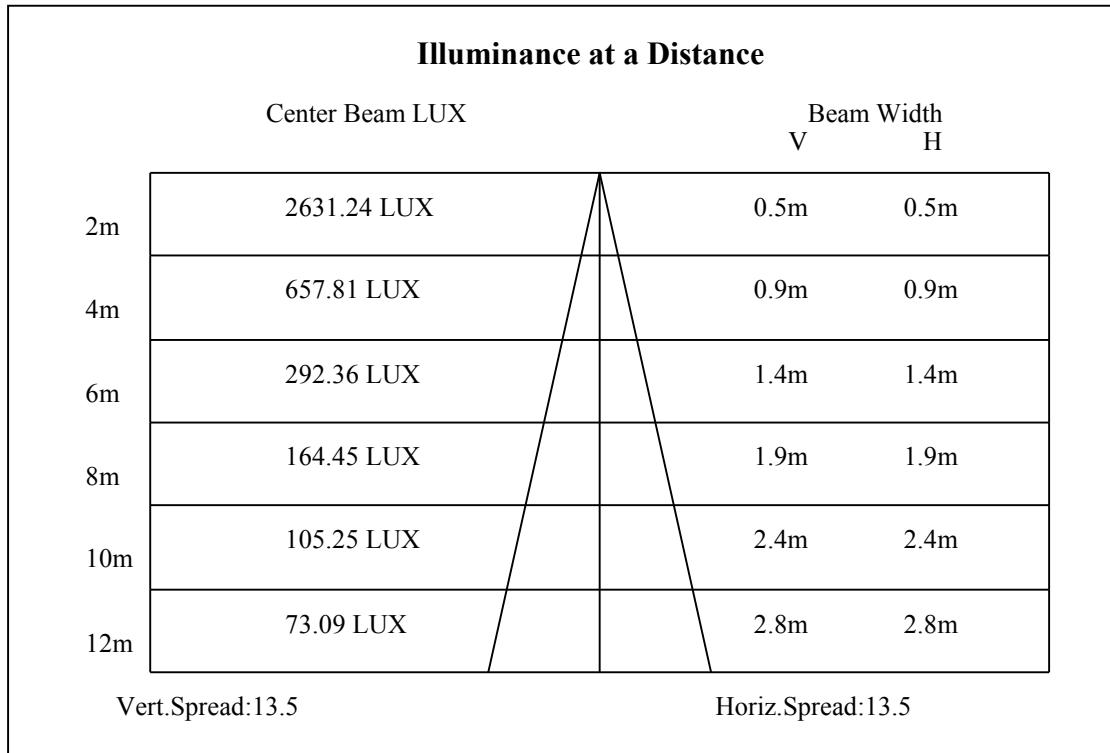 Illuminance at a Distance
Center Beam LUX Beam Width
V H
2m 2631.24 LUX 0.5m 0.5m
4m 657.81 LUX 0.9m 0.9m
6m 292.36 LUX 1.4m 1.4m
8m 164.45 LUX 1.9m 1.9m
10m 105.25 LUX 2.4m 2.4m
12m 73.09 LUX 2.8m 2.8m
Vert.Spread:13.5 Horiz.Spread:13.5